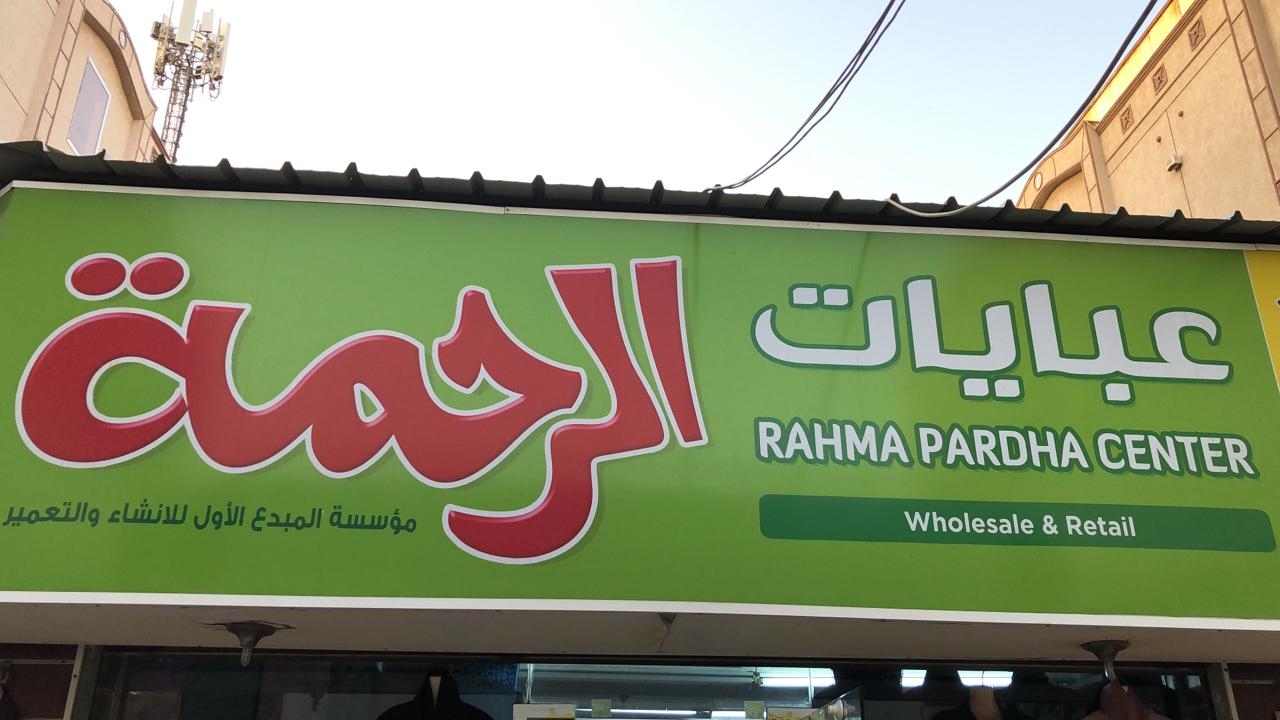 عبايات
الرحمة
RAHMA PARDHA CENTER
Wholesale & Retail
مؤسسة المبدع الأول للانشاء والتعمير